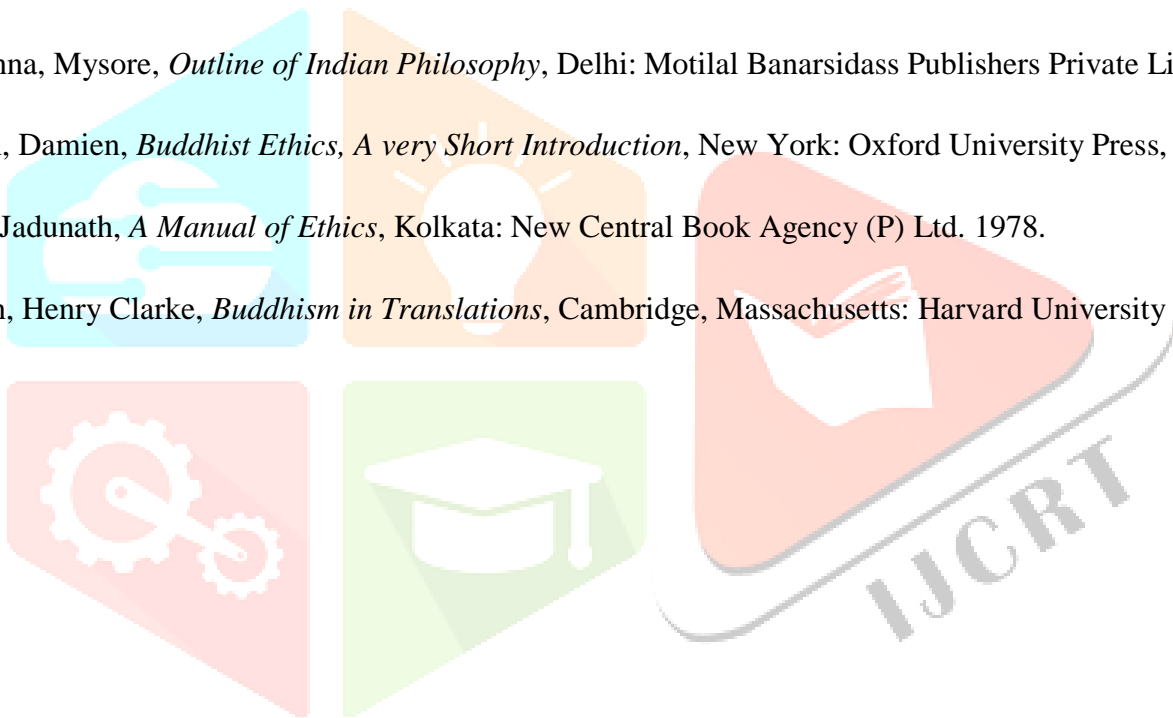 nna, Mysore, Outline of Indian Philosophy, Delhi: Motilal Banarsidass Publishers Private Li
, Damien, Buddhist Ethics, A very Short Introduction, New York: Oxford University Press,
Jadunath, A Manual of Ethics, Kolkata: New Central Book Agency (P) Ltd. 1978.
n, Henry Clarke, Buddhism in Translations, Cambridge, Massachusetts: Harvard University
IJCRT